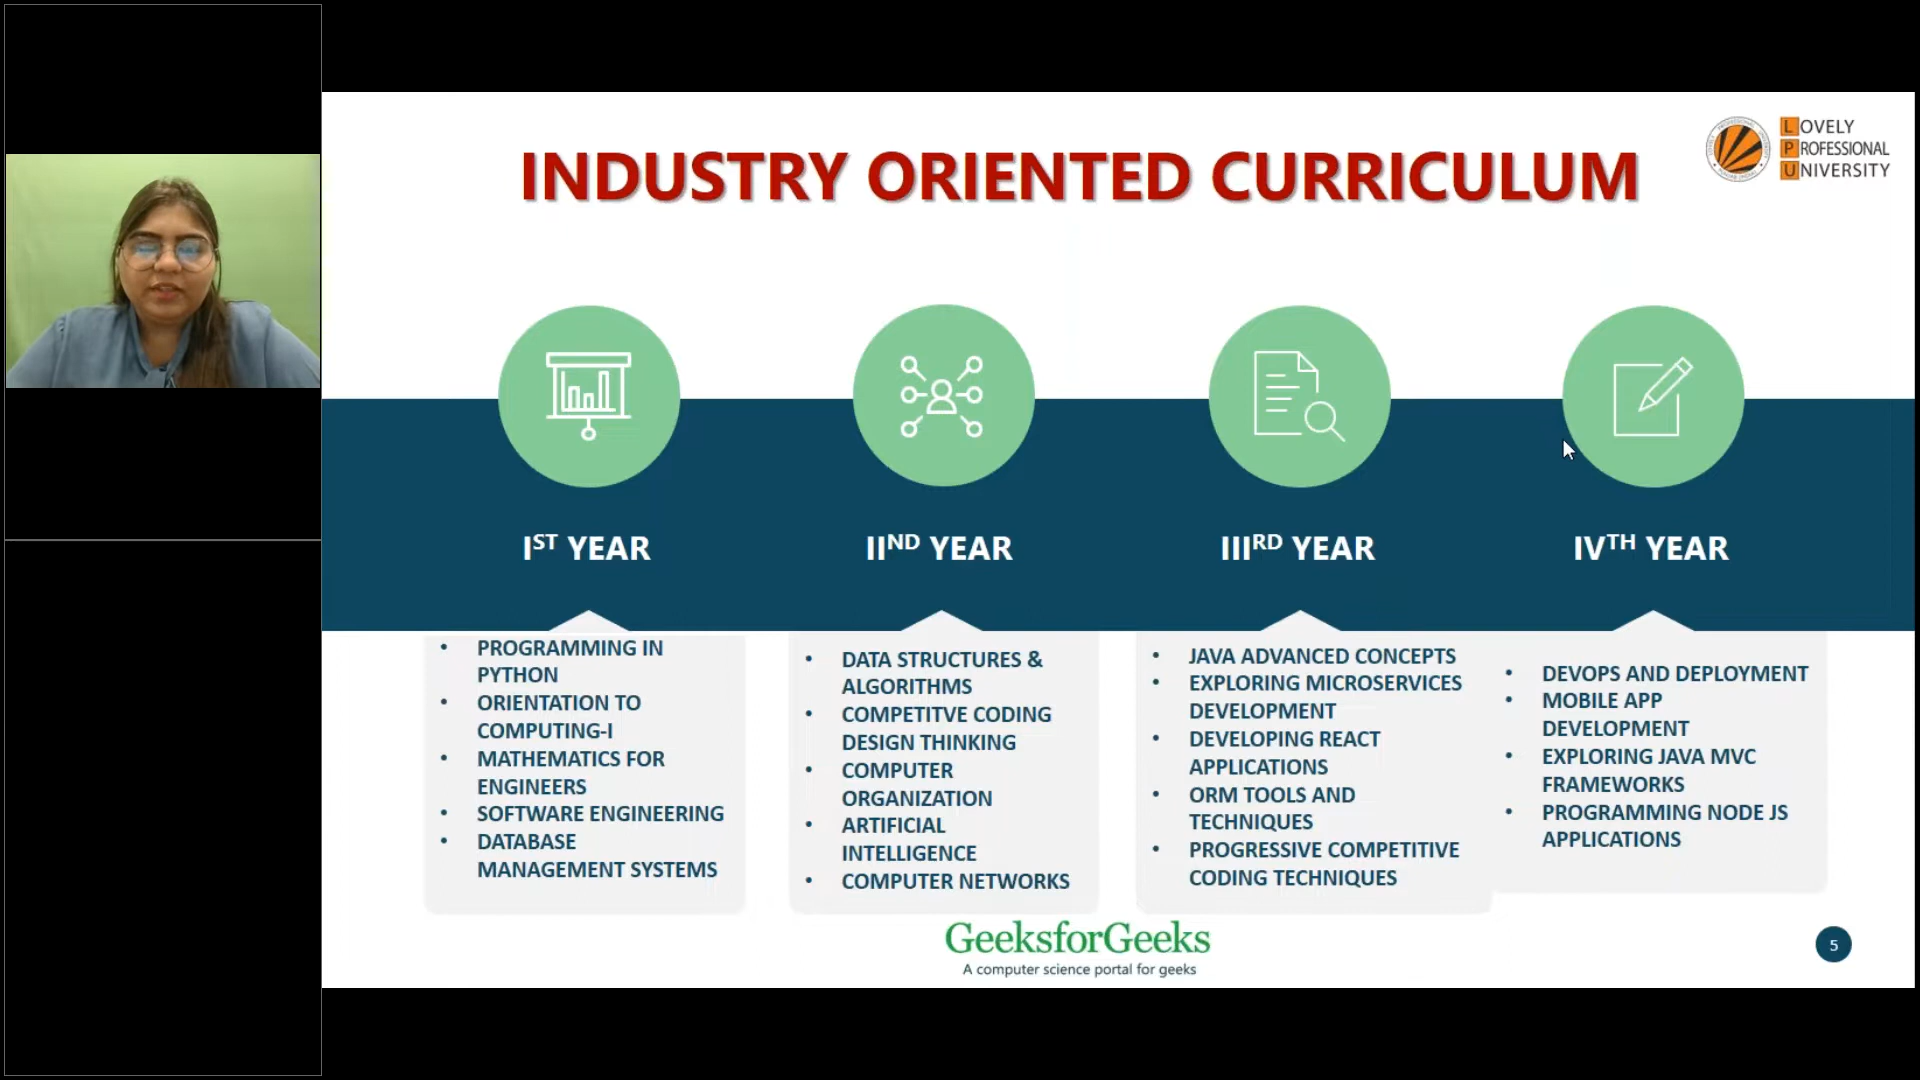 INDUSTRY ORIENTED CURRICULUM
LOVELY
PROFESSIONAL
UNIVERSITY
IST YEAR
IIND YEAR
IIIRD YEAR
IVTH YEAR
• PROGRAMMING IN
PYTHON
• ORIENTATION TO
COMPUTING-I
• MATHEMATICS FOR
ENGINEERS
• SOFTWARE ENGINEERING
• DATABASE
MANAGEMENT SYSTEMS
• DATA STRUCTURES &
ALGORITHMS
• COMPETITVE CODING
DESIGN THINKING
• COMPUTER
ORGANIZATION
• ARTIFICIAL
INTELLIGENCE
• COMPUTER NETWORKS
• JAVA ADVANCED CONCEPTS
• EXPLORING MICROSERVICES
DEVELOPMENT
• DEVELOPING REACT
APPLICATIONS
• ORM TOOLS AND
TECHNIQUES
• PROGRESSIVE COMPETITIVE
CODING TECHNIQUES
• DEVOPS AND DEPLOYMENT
• MOBILE APP
DEVELOPMENT
• EXPLORING JAVA MVC
FRAMEWORKS
• PROGRAMMING NODE JS
APPLICATIONS
GeeksforGeeks
A computer science portal for geeks
5